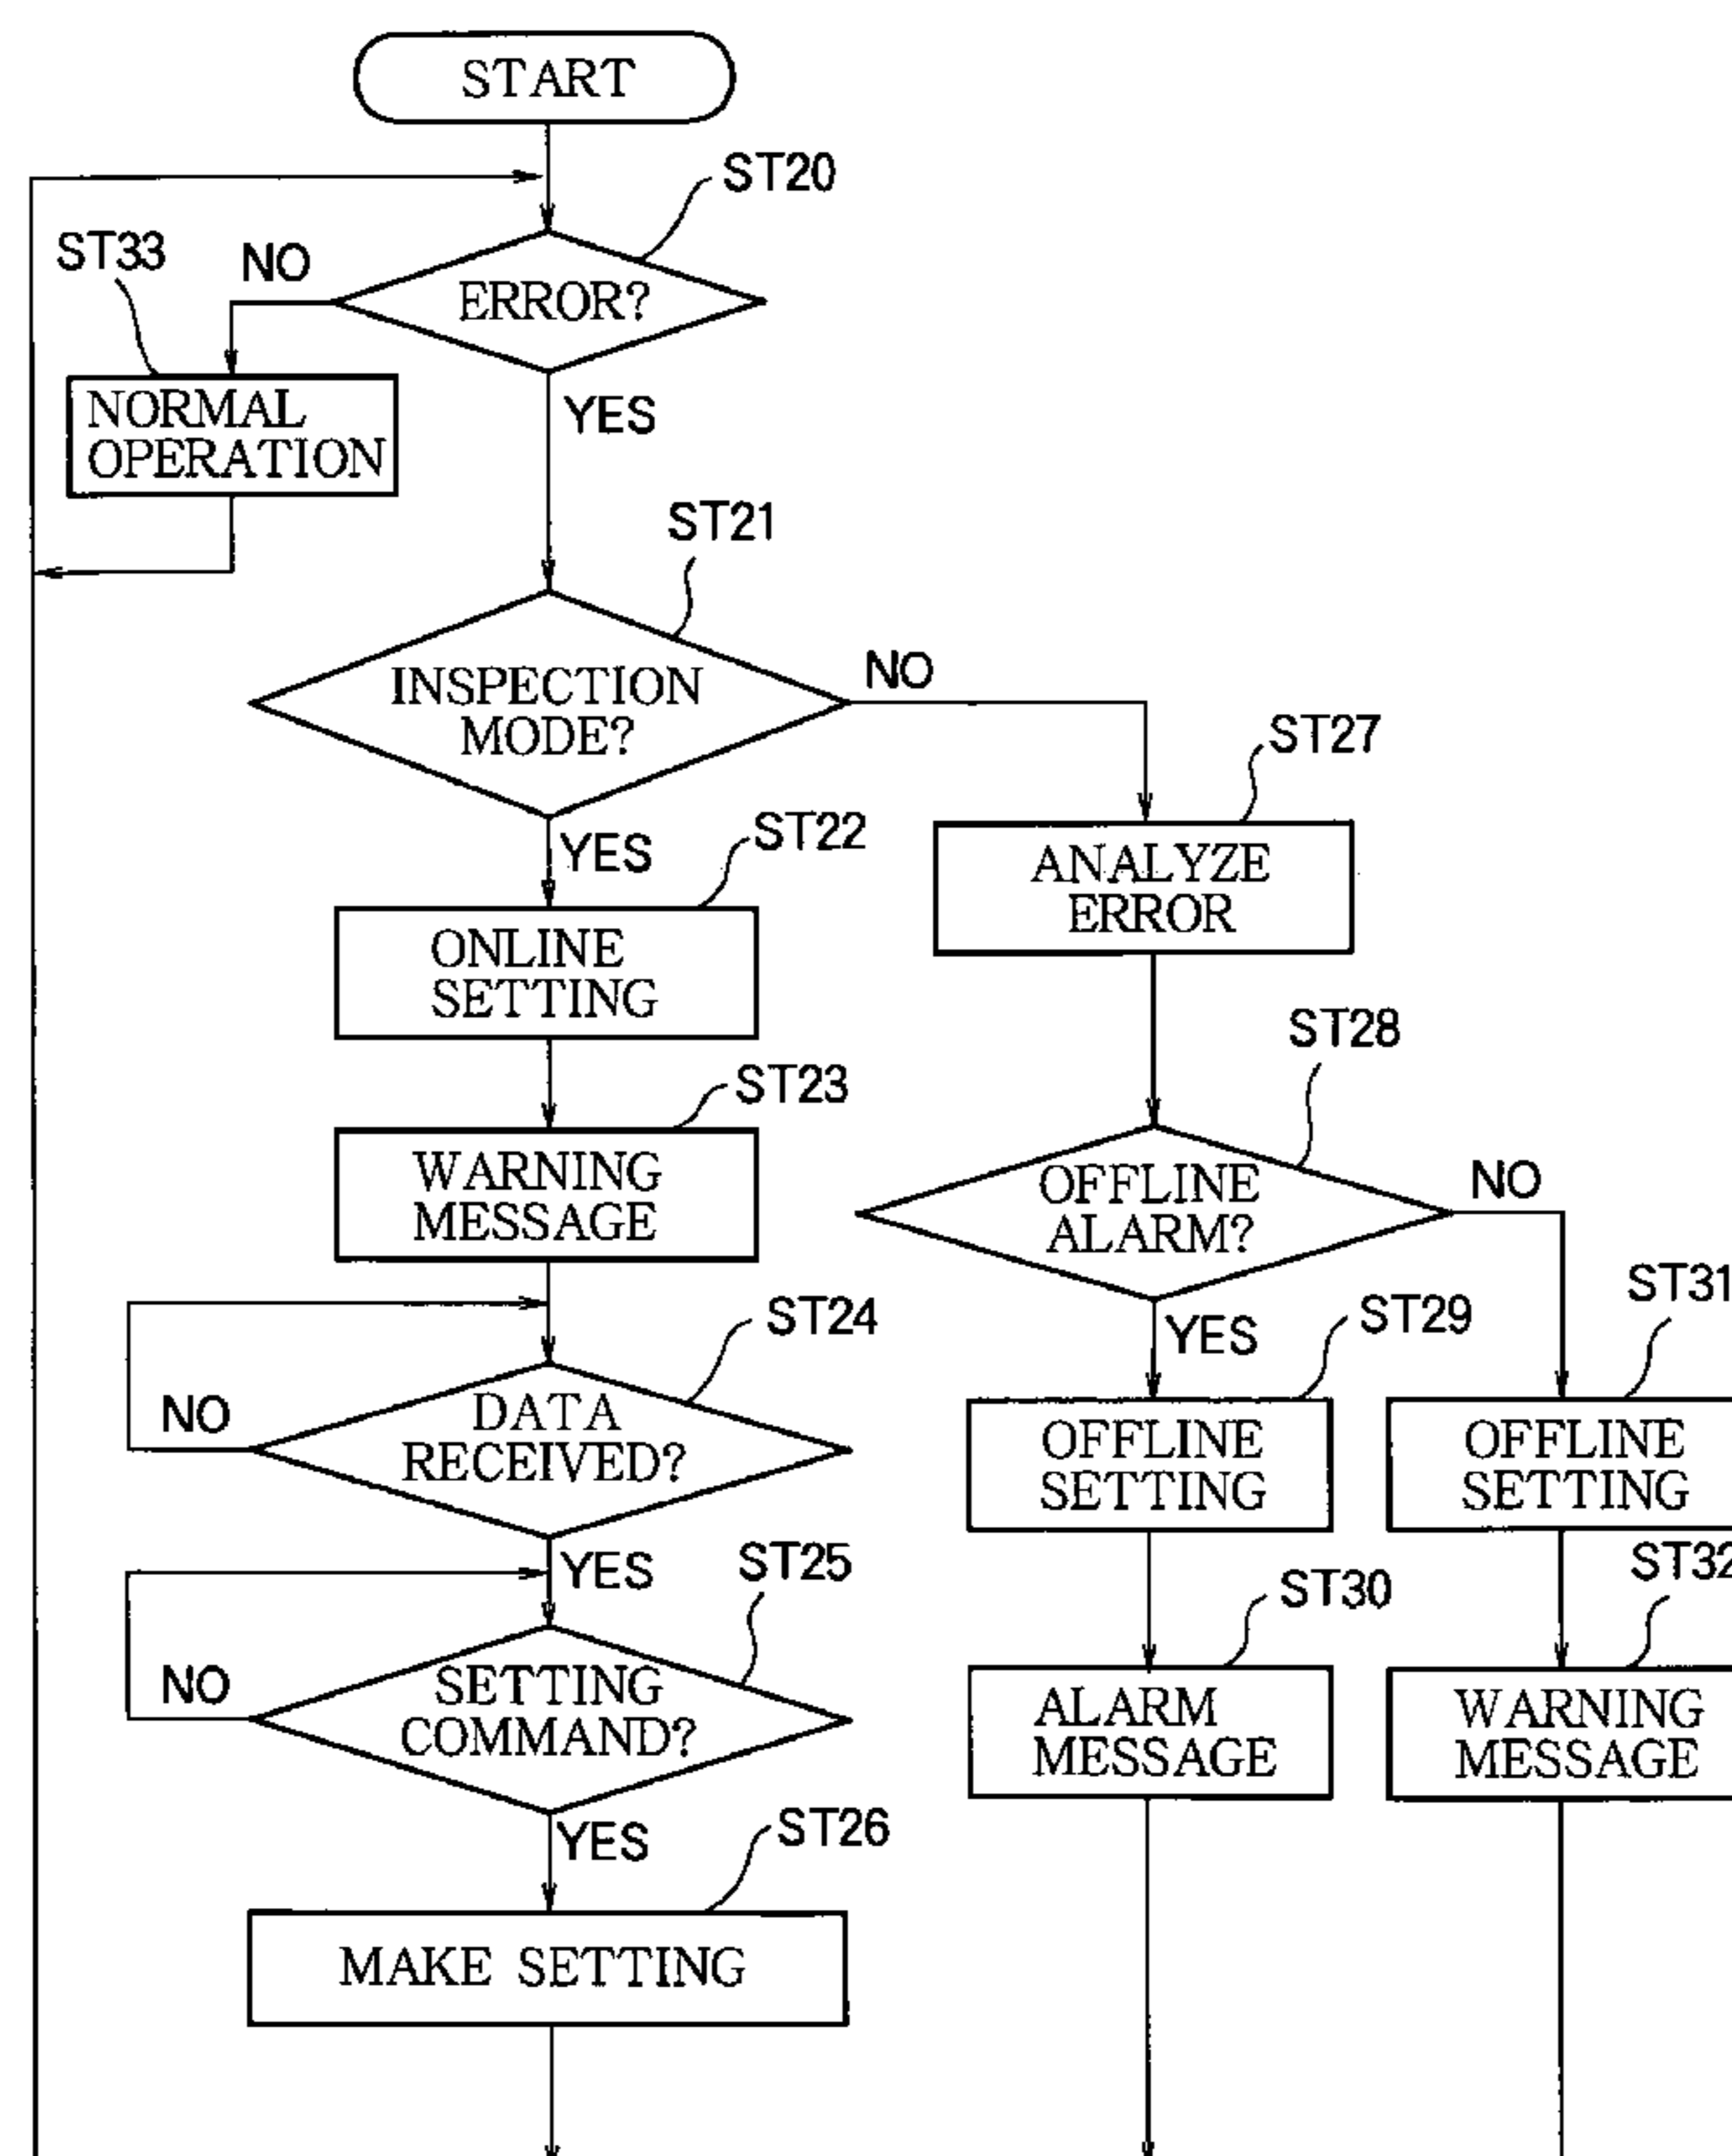 START
ST20
ST33
NO
ERROR?
NORMAL
OPERATION
YES
ST21
INSPECTION
MODE?
NO
ST27
YES
ST22
ANALYZE
ERROR
ONLINE
SETTING
ST28
ST23
WARNING
MESSAGE
OFFLINE
ALARM?
NO
ST24
YES
ST29
ST31
NO
DATA
RECEIVED?
OFFLINE
SETTING
OFFLINE
SETTING
YES
ST25
ST30
ST32
NO
SETTING
COMMAND?
ALARM
MESSAGE
WARNING
MESSAGE
YES
ST26
MAKE SETTING